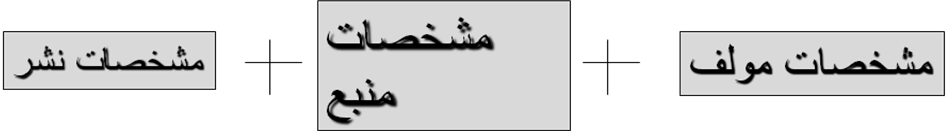 مشخصات مولف
+
مشخصات
منبع
+
مشخصات نشر